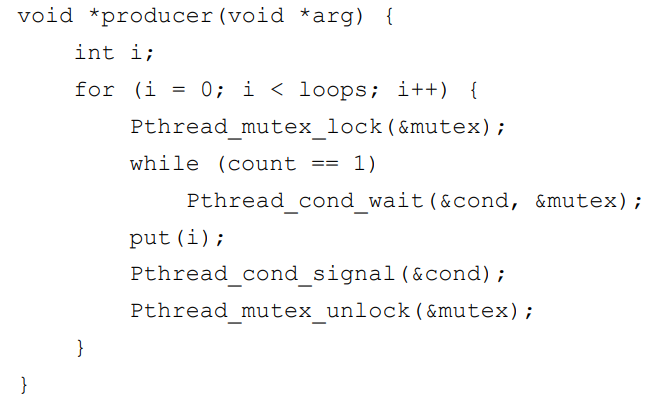 void *producer(void *arg) {
    int i;
    for (i = 0; i < loops; i++) {
        Pthread_mutex_lock(&mutex);
        while (count == 1)
            Pthread_cond_wait(&cond, &mutex);
        put(i);
        Pthread_cond_signal(&cond);
        Pthread_mutex_unlock(&mutex);
    }
}